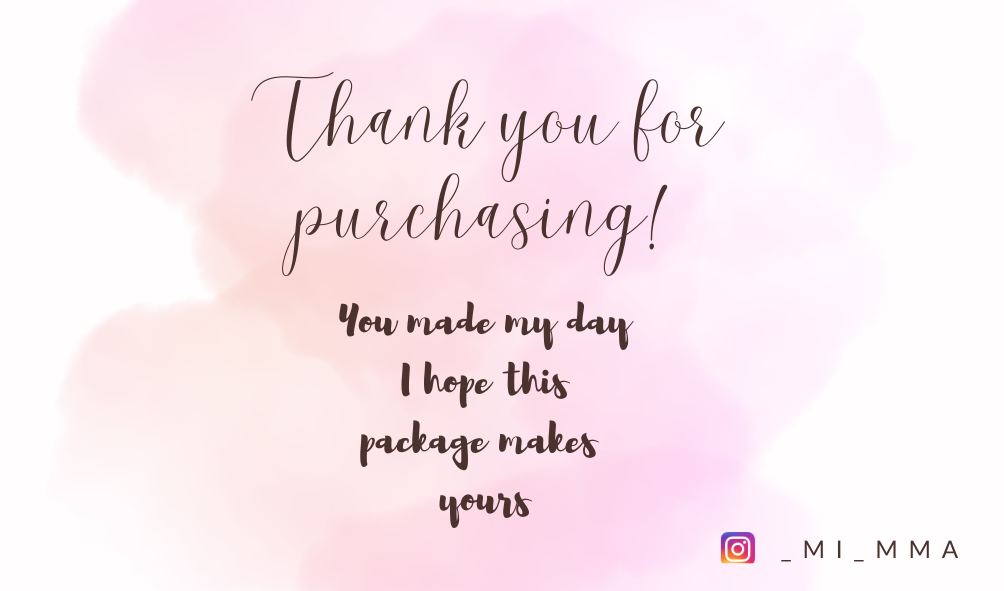 Thank you for
purchasing!
You made my day
I hope this
package makes
yours
_MI_MMA